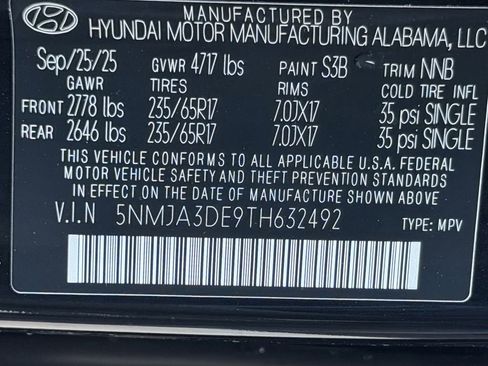 MANUFACTURED BY
HYUNDAI MOTOR MANUFACTURING ALABAMA, LLC
Sep/25/25 GVWR 4717 lbs PAINT S3B TRIM NNB
GAWR TIRES RIMS COLD TIRE INFL
FRONT 2778 lbs 235/65R17 7.0JX17 35 psi SINGLE
REAR 2646 lbs 235/65R17 7.0JX17 35 psi SINGLE
THIS VEHICLE CONFORMS TO ALL APPLICABLE U.S.A. FEDERAL
MOTOR VEHICLE SAFETY AND THEFT PREVENTION STANDARDS
IN EFFECT ON THE DATE OF MANUFACTURE SHOWN ABOVE.
V.I.N 5NMJA3DE9TH632492 TYPE: MPV